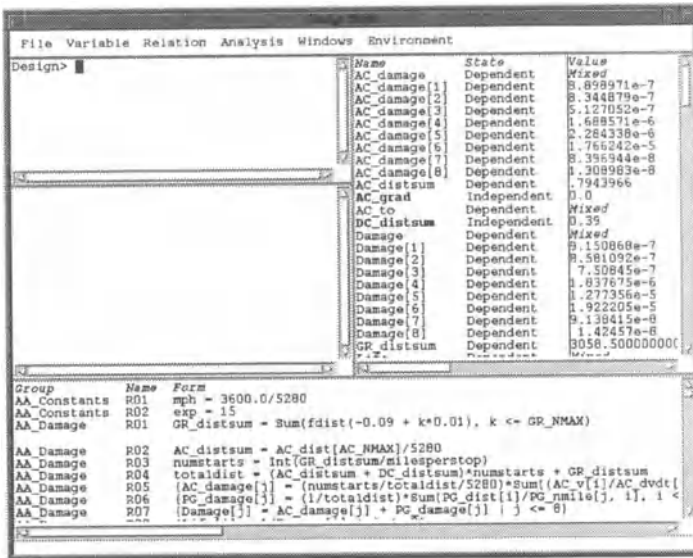 File Variable Relation Analysis Windows Environment
Design>
Name State Value
AC_damage Dependent Mixed
AC_damage[1] Dependent 8.898971e-7
AC_damage[2] Dependent 8.344879e-7
AC_damage[3] Dependent 5.127052e-7
AC_damage[4] Dependent 1.688571e-6
AC_damage[5] Dependent 2.284338e-6
AC_damage[6] Dependent 1.766242e-5
AC_damage[7] Dependent 8.396944e-8
AC_damage[8] Dependent 1.308983e-8
AC_distsum Dependent .7943966
AC_grad Independent 0.0
AC_to Dependent Mixed
DC_distsum Independent 0.39
Damage Dependent Mixed
Damage[1] Dependent 9.150868e-7
Damage[2] Dependent 8.581092e-7
Damage[3] Dependent 7.50845e-7
Damage[4] Dependent 1.837675e-6
Damage[5] Dependent 1.277356e-5
Damage[6] Dependent 1.922205e-5
Damage[7] Dependent 9.138415e-8
Damage[8] Dependent 1.42457e-8
GR_distsum Dependent 3058.500000000
Group Name Form
AA_Constants R01 mph = 3600.0/5280
AA_Constants R02 exp = 15
AA_Damage R01 GR_distsum = Sum(fdist(-0.09 + k*0.01), k <- GR_NMAX)
AA_Damage R02 AC_distsum = AC_dist[AC_NMAX]/5280
AA_Damage R03 numstarts = Int(GR_distsum/milesperstop)
AA_Damage R04 totaldist = (AC_distsum + DC_distsum)*numstarts + GR_distsum
AA_Damage R05 {AC_damage[j] = (numstarts/totaldist/5280)*Sum((AC_v[i]/AC_dvdt[
AA_Damage R06 {PG_damage[j] = (1/totaldist)*Sum(PG_dist[i]/PG_nmile[j, i], i <
AA_Damage R07 {Damage[j] = AC_damage[j] + PG_damage[j] | j <= 8}